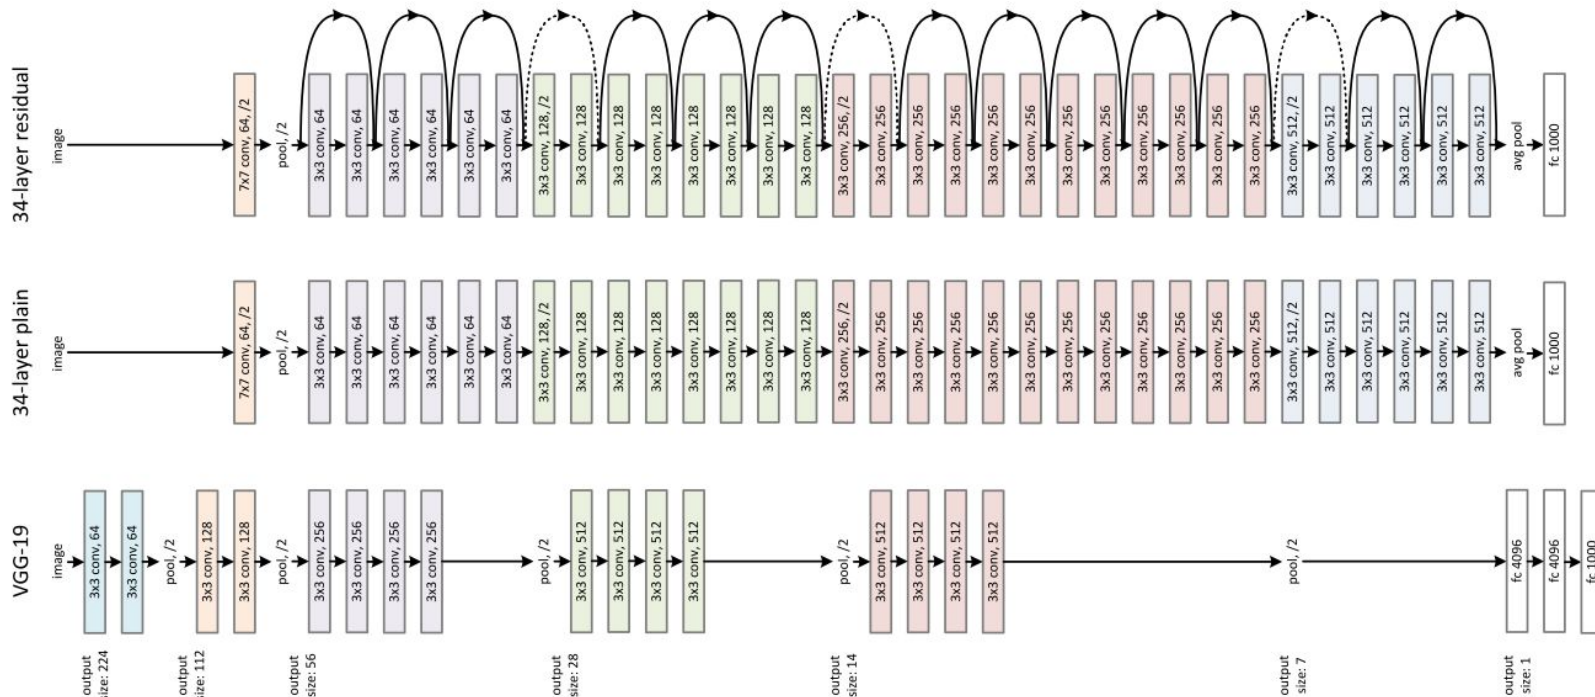 34-layer residual
image
7x7 conv, 64, /2
pool, /2
3x3 conv, 64
3x3 conv, 64
3x3 conv, 64
3x3 conv, 64
3x3 conv, 64
3x3 conv, 64
3x3 conv, 128, /2
3x3 conv, 128
3x3 conv, 128
3x3 conv, 128
3x3 conv, 128
3x3 conv, 128
3x3 conv, 128
3x3 conv, 128
3x3 conv, 256, /2
3x3 conv, 256
3x3 conv, 256
3x3 conv, 256
3x3 conv, 256
3x3 conv, 256
3x3 conv, 256
3x3 conv, 256
3x3 conv, 256
3x3 conv, 256
3x3 conv, 256
3x3 conv, 256
3x3 conv, 512, /2
3x3 conv, 512
3x3 conv, 512
3x3 conv, 512
3x3 conv, 512
3x3 conv, 512
avg pool
fc 1000
34-layer plain
image
7x7 conv, 64, /2
pool, /2
3x3 conv, 64
3x3 conv, 64
3x3 conv, 64
3x3 conv, 64
3x3 conv, 64
3x3 conv, 64
3x3 conv, 128, /2
3x3 conv, 128
3x3 conv, 128
3x3 conv, 128
3x3 conv, 128
3x3 conv, 128
3x3 conv, 128
3x3 conv, 128
3x3 conv, 256, /2
3x3 conv, 256
3x3 conv, 256
3x3 conv, 256
3x3 conv, 256
3x3 conv, 256
3x3 conv, 256
3x3 conv, 256
3x3 conv, 256
3x3 conv, 256
3x3 conv, 256
3x3 conv, 256
3x3 conv, 512, /2
3x3 conv, 512
3x3 conv, 512
3x3 conv, 512
3x3 conv, 512
3x3 conv, 512
avg pool
fc 1000
VGG-19
image
3x3 conv, 64
3x3 conv, 64
pool, /2
3x3 conv, 128
3x3 conv, 128
pool, /2
3x3 conv, 256
3x3 conv, 256
3x3 conv, 256
3x3 conv, 256
pool, /2
3x3 conv, 512
3x3 conv, 512
3x3 conv, 512
3x3 conv, 512
pool, /2
3x3 conv, 512
3x3 conv, 512
3x3 conv, 512
3x3 conv, 512
pool, /2
fc 4096
fc 4096
fc 1000
output
size: 224
output
size: 112
output
size: 56
output
size: 28
output
size: 14
output
size: 7
output
size: 1